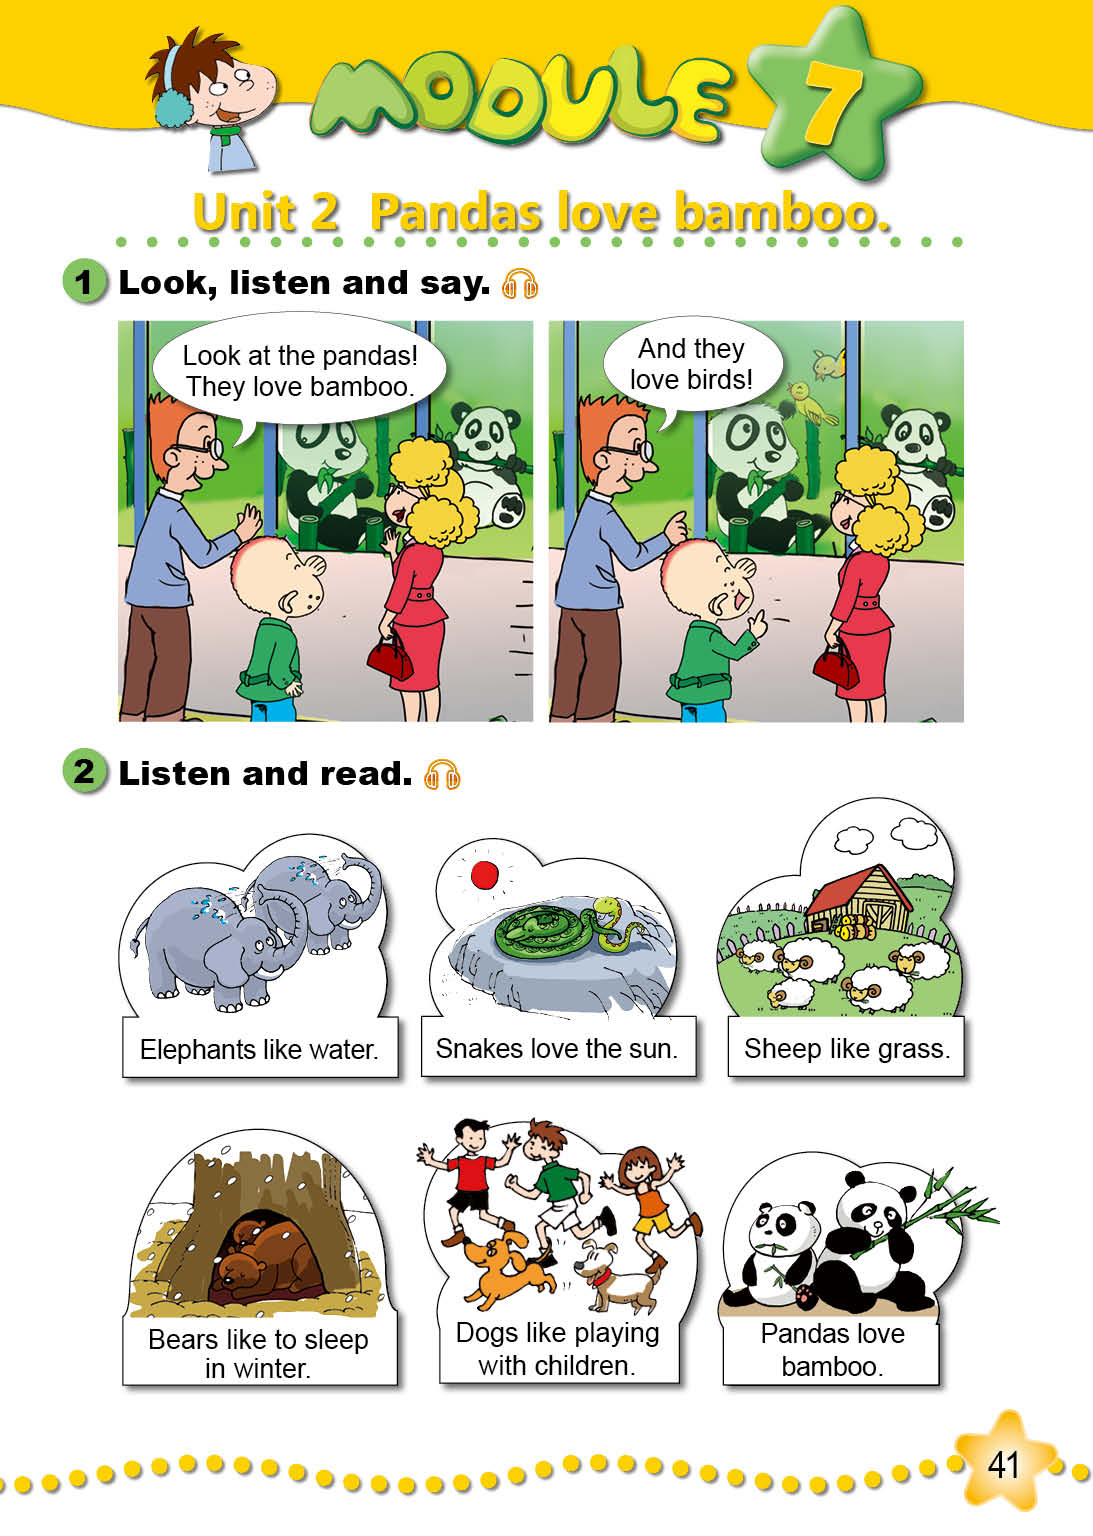 MODULE 7
Unit 2 Pandas love bamboo.
1 Look, listen and say.
Look at the pandas!
They love bamboo.
And they
love birds!
2 Listen and read.
Elephants like water.
Snakes love the sun.
Sheep like grass.
Bears like to sleep
in winter.
Dogs like playing
with children.
Pandas love
bamboo.
41